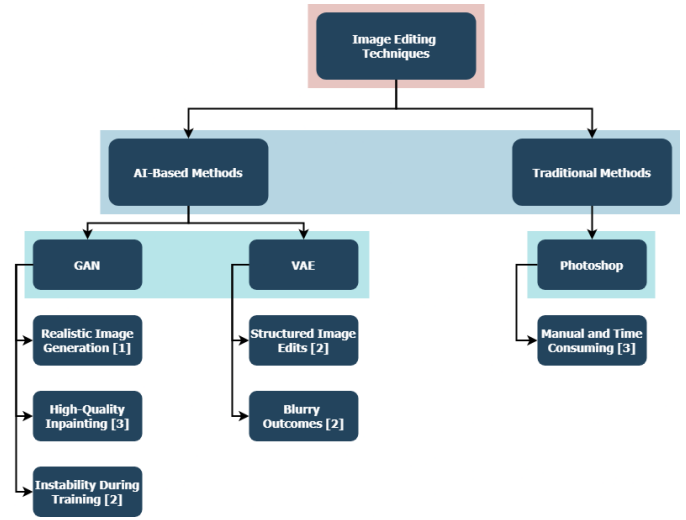 Image Editing
Techniques
AI-Based Methods
Traditional Methods
GAN
VAE
Photoshop
Realistic Image
Generation [1]
Structured Image
Edits [2]
Manual and Time
Consuming [3]
High-Quality
Inpainting [3]
Blurry
Outcomes [2]
Instability During
Training [2]